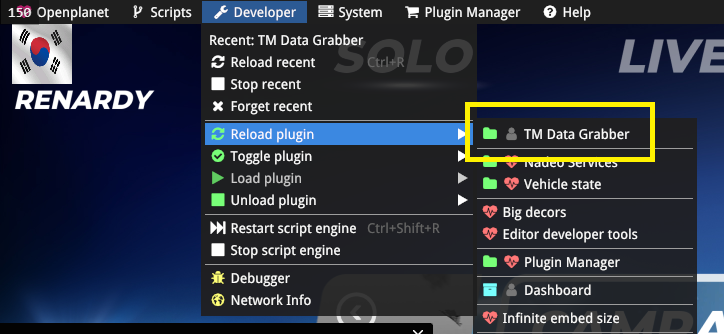 150 Openplanet Scripts Developer System Plugin Manager Help
RENARDY
SOLO
LIVE
Recent: TM Data Grabber
Reload recent Ctrl+R
Stop recent
Forget recent
Reload plugin
Toggle plugin
Load plugin
Unload plugin
Restart script engine Ctrl+Shift+R
Stop script engine
Debugger
Network Info
TM Data Grabber
Nadeo Services
Vehicle state
Big decors
Editor developer tools
Plugin Manager
Dashboard
Infinite embed size